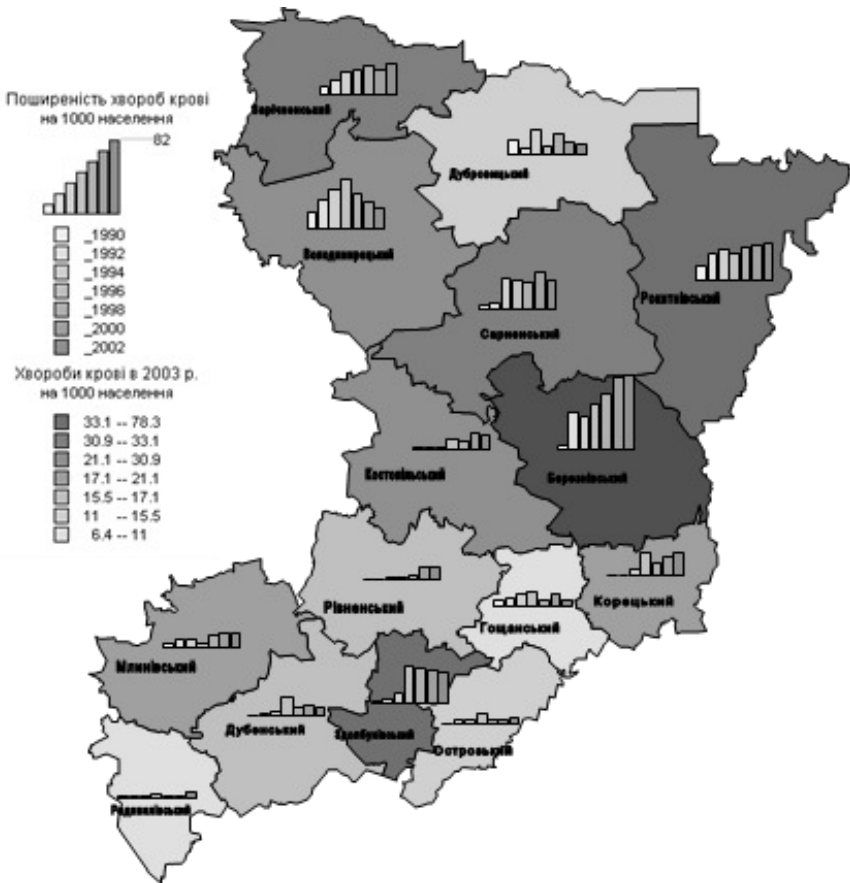 Поширеність хвороб крові
на 1000 населення
82
_1990
_1992
_1994
_1996
_1998
_2000
_2002
Хвороби крові в 2003 р.
на 1000 населення
33.1 -- 78.3
30.9 -- 33.1
21.1 -- 30.9
17.1 -- 21.1
15.5 -- 17.1
11 -- 15.5
6.4 -- 11
Зарічненський
Дубровицький
Володимирецький
Рокитнівський
Сарненський
Костопільський
Березнівський
Рівненський
Гощанський
Корецький
Млинівський
Дубенський
Здолбунівський
Острозький
Радивилівський